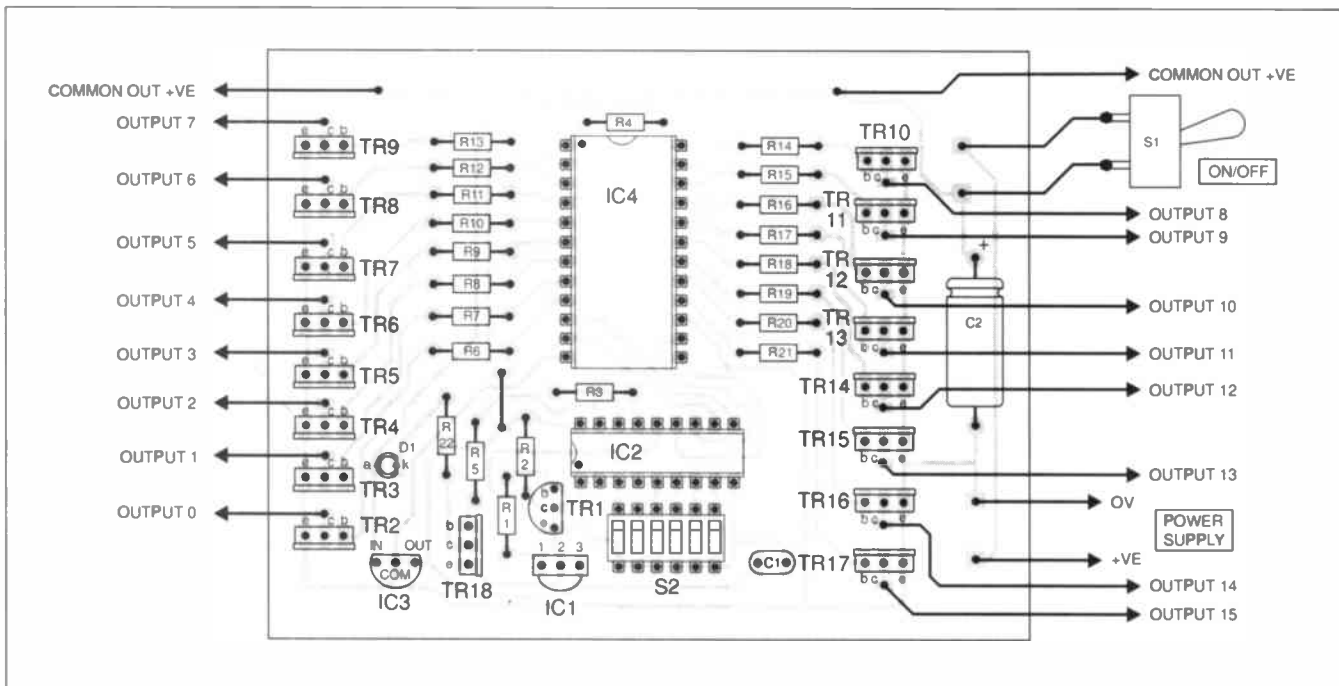 COMMON OUT +VE
OUTPUT 7
OUTPUT 6
OUTPUT 5
OUTPUT 4
OUTPUT 3
OUTPUT 2
OUTPUT 1
OUTPUT 0
e c b
TR9
e c b
TR8
e c b
TR7
e c b
TR6
e c b
TR5
e c b
TR4
e c b
TR3
e c b
TR2
D1
a k
IN OUT
COM
IC3
R13
R12
R11
R10
R9
R8
R7
R6
R 22
R 5
R 1
R 2
b
c
e
TR18
b
c
e
TR1
1 2 3
IC1
R4
IC4
R3
IC2
S2
C1
R14
R15
R16
R17
R18
R19
R20
R21
TR10
b c e
TR 11
b c e
TR 12
b c e
TR 13
b c e
TR14
b c e
TR15
b c e
TR16
b c e
TR17
b c e
+
C2
COMMON OUT +VE
S1
ON/OFF
OUTPUT 8
OUTPUT 9
OUTPUT 10
OUTPUT 11
OUTPUT 12
OUTPUT 13
0V
POWER
SUPPLY
+VE
OUTPUT 14
OUTPUT 15